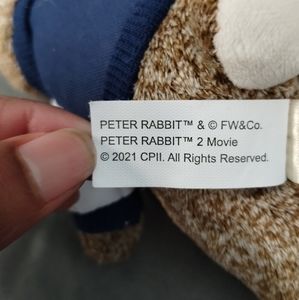 PETER RABBIT™ & © FW&Co.
PETER RABBIT™ 2 Movie
© 2021 CPII. All Rights Reserved.